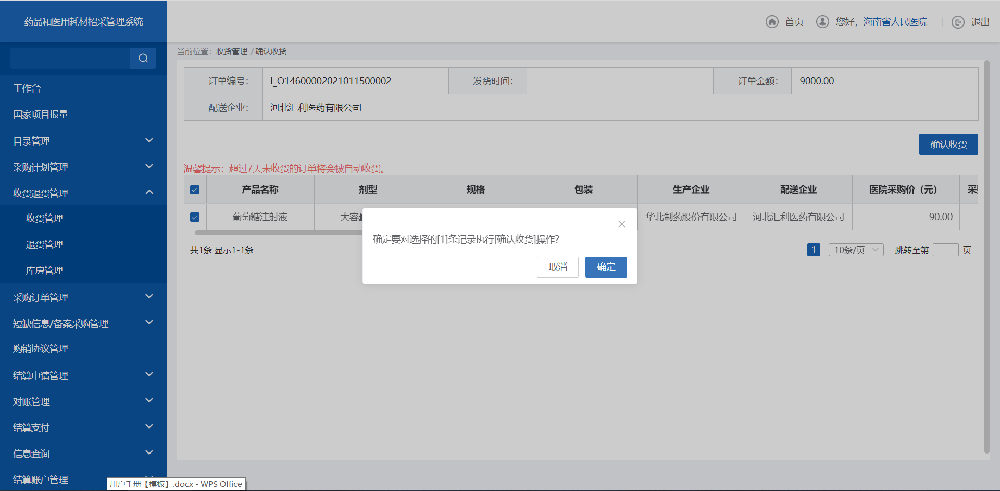 药品和医用耗材招采管理系统
首页
您好，海南省人民医院
退出
工作台
国家项目报量
目录管理
采购计划管理
收货退货管理
收货管理
退货管理
库房管理
采购订单管理
短缺信息/备案采购管理
购销协议管理
结算申请管理
对账管理
结算支付
信息查询
结算账户管理
当前位置：收货管理 / 确认收货
订单编号： I_O14600002021011500002 发货时间： 订单金额： 9000.00
配送企业： 河北汇利医药有限公司
确认收货
温馨提示：超过7天未收货的订单将会被自动收货。
产品名称 剂型 规格 包装 生产企业 配送企业 医院采购价（元）
葡萄糖注射液 大容 华北制药股份有限公司 河北汇利医药有限公司 90.00
共1条 显示1-1条 1 10条/页 跳转至第 页
确定要对选择的[1]条记录执行[确认收货]操作?
取消 确定
用户手册【模板】.docx - WPS Office